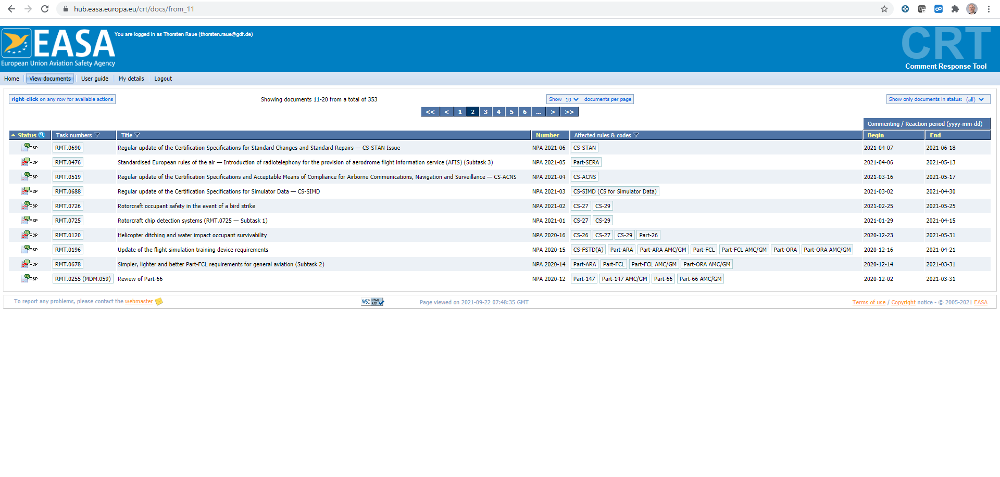 hub.easa.europa.eu/crt/docs/from_11
EASA
European Union Aviation Safety Agency
You are logged in as Thorsten Raue (thorsten.raue@gdf.de)
CRT
Comment Response Tool
Home View documents User guide My details Logout
right-click on any row for available actions
Showing documents 11-20 from a total of 353
Show 10 documents per page
Show only documents in status: (all)
<< < 1 2 3 4 5 6 ... > >>
Commenting / Reaction period (yyyy-mm-dd)
Status Task numbers Title Number Affected rules & codes Begin End
RSP RMT.0690 Regular update of the Certification Specifications for Standard Changes and Standard Repairs — CS-STAN Issue NPA 2021-06 CS-STAN 2021-04-07 2021-06-18
RSP RMT.0476 Standardised European rules of the air — Introduction of radiotelephony for the provision of aerodrome flight information service (AFIS) (Subtask 3) NPA 2021-05 Part-SERA 2021-04-06 2021-05-13
RSP RMT.0519 Regular update of the Certification Specifications and Acceptable Means of Compliance for Airborne Communications, Navigation and Surveillance — CS-ACNS NPA 2021-04 CS-ACNS 2021-03-16 2021-05-17
RSP RMT.0688 Regular update of the Certification Specifications for Simulator Data — CS-SIMD NPA 2021-03 CS-SIMD (CS for Simulator Data) 2021-03-02 2021-04-30
RSP RMT.0726 Rotorcraft occupant safety in the event of a bird strike NPA 2021-02 CS-27 CS-29 2021-02-25 2021-05-25
RSP RMT.0725 Rotorcraft chip detection systems (RMT.0725 — Subtask 1) NPA 2021-01 CS-27 CS-29 2021-01-29 2021-04-15
RSP RMT.0120 Helicopter ditching and water impact occupant survivability NPA 2020-16 CS-26 CS-27 CS-29 Part-26 2020-12-23 2021-05-31
RSP RMT.0196 Update of the flight simulation training device requirements NPA 2020-15 CS-FSTD(A) Part-ARA Part-ARA AMC/GM Part-FCL Part-FCL AMC/GM Part-ORA Part-ORA AMC/GM 2020-12-16 2021-04-21
RSP RMT.0678 Simpler, lighter and better Part-FCL requirements for general aviation (Subtask 2) NPA 2020-14 Part-ARA Part-FCL Part-FCL AMC/GM Part-ORA AMC/GM 2020-12-14 2021-03-31
RSP RMT.0255 (MDM.059) Review of Part-66 NPA 2020-12 Part-147 Part-147 AMC/GM Part-66 Part-66 AMC/GM 2020-12-02 2021-03-31
To report any problems, please contact the webmaster
W3C HTML 4.01
Page viewed on 2021-09-22 07:48:35 GMT
Terms of use / Copyright notice - © 2005-2021 EASA